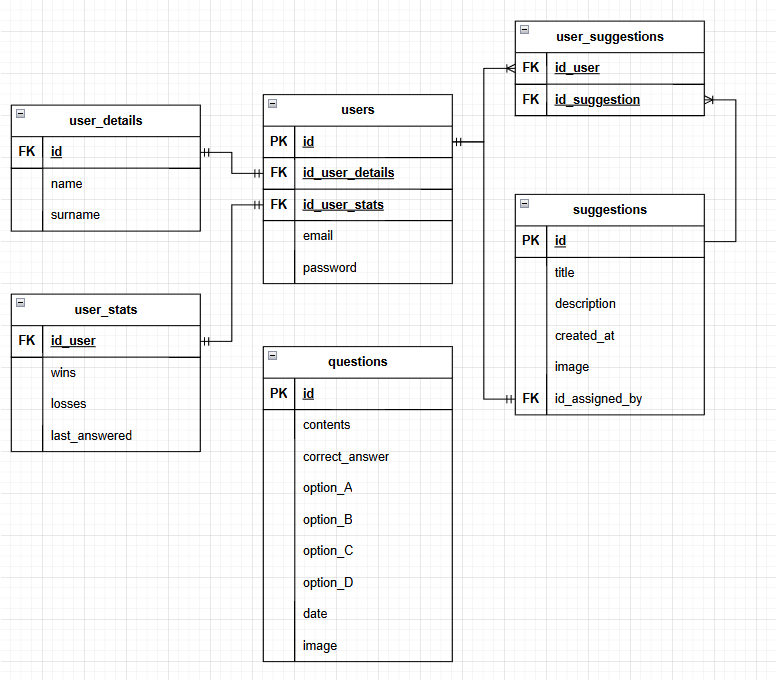 user_details
FK id
name
surname
user_stats
FK id_user
wins
losses
last_answered
users
PK id
FK id_user_details
FK id_user_stats
email
password
questions
PK id
contents
correct_answer
option_A
option_B
option_C
option_D
date
image
user_suggestions
FK id_user
FK id_suggestion
suggestions
PK id
title
description
created_at
image
FK id_assigned_by